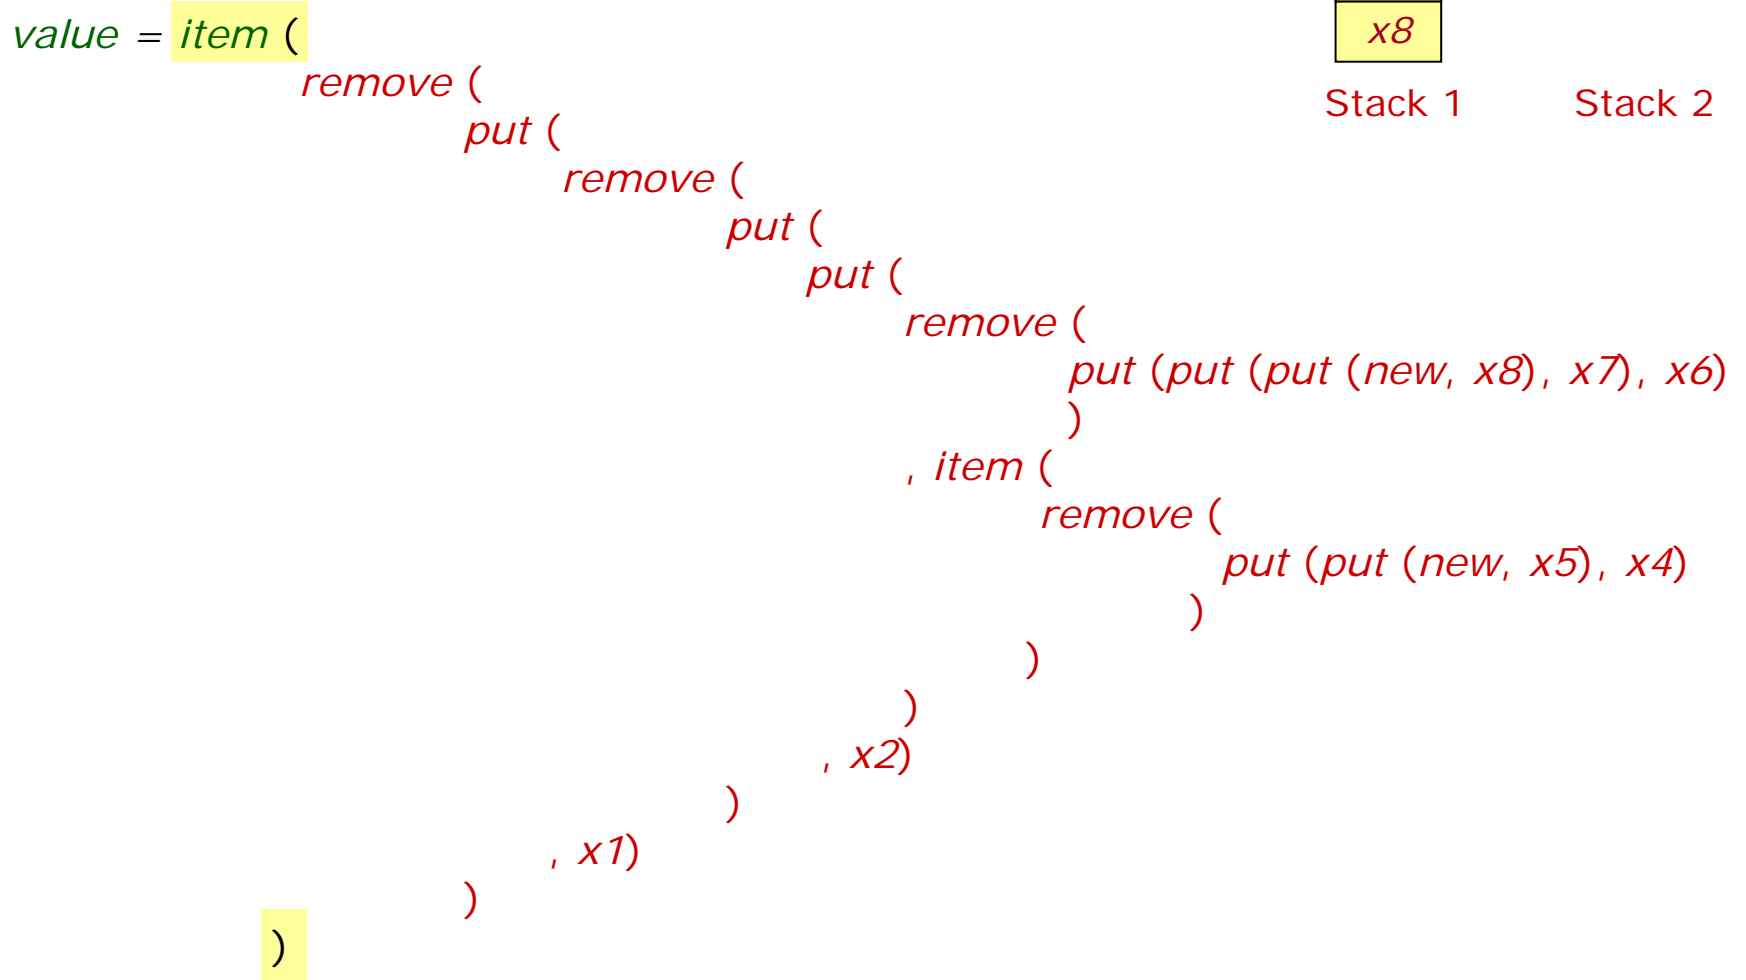 value = item (
x8
remove (
Stack 1 Stack 2
put (
remove (
put (
put (
remove (
put (put (put (new, x8), x7), x6)
)
, item (
remove (
put (put (new, x5), x4)
)
)
)
, x2)
)
, x1)
)
)